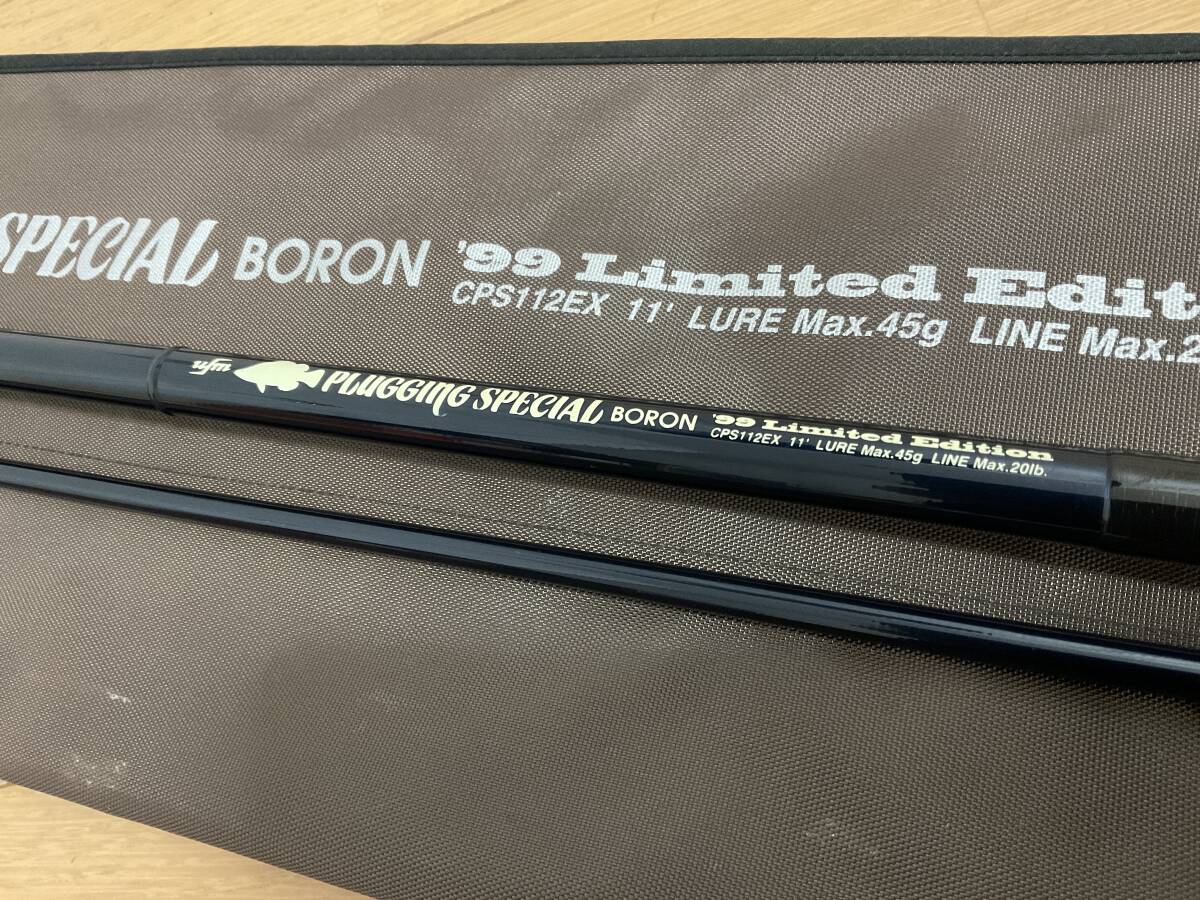 SPECIAL BORON '99 Limited Edit
CPS112EX 11' LURE Max.45g LINE Max.2
ufm PLUGGING SPECIAL BORON '99 Limited Edition
CPS112EX 11' LURE Max.45g LINE Max.20lb.